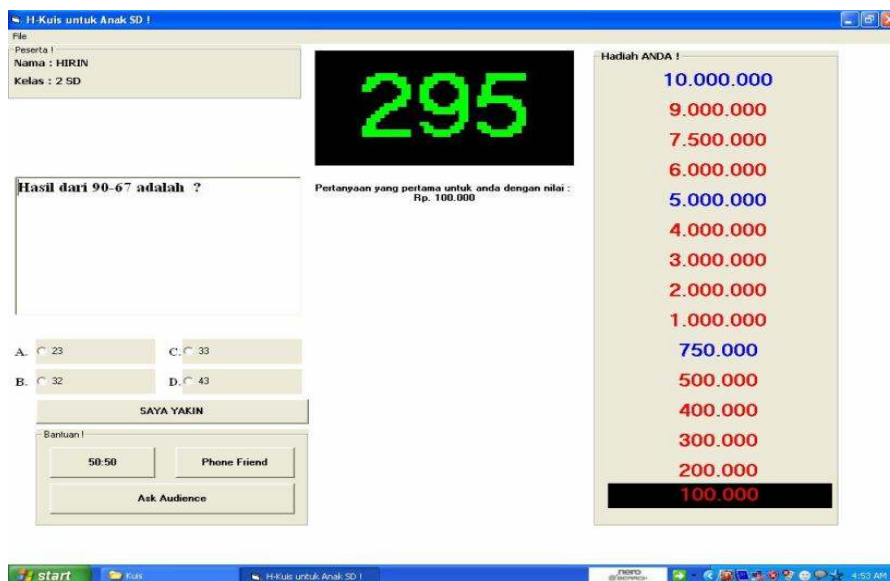 H-Kuis untuk Anak SD !
File
Peserta !
Nama : HIRIN
Kelas : 2 SD
295
Hasil dari 90-67 adalah ?
Pertanyaan yang pertama untuk anda dengan nilai :
Rp. 100.000
A. 23
C. 33
B. 32
D. 43
SAYA YAKIN
Bantuan !
50:50
Phone Friend
Ask Audience
Hadiah ANDA !
10.000.000
9.000.000
7.500.000
6.000.000
5.000.000
4.000.000
3.000.000
2.000.000
1.000.000
750.000
500.000
400.000
300.000
200.000
100.000
start
Kuis
H-Kuis untuk Anak SD !
nero
SEARCH
4:53 AM